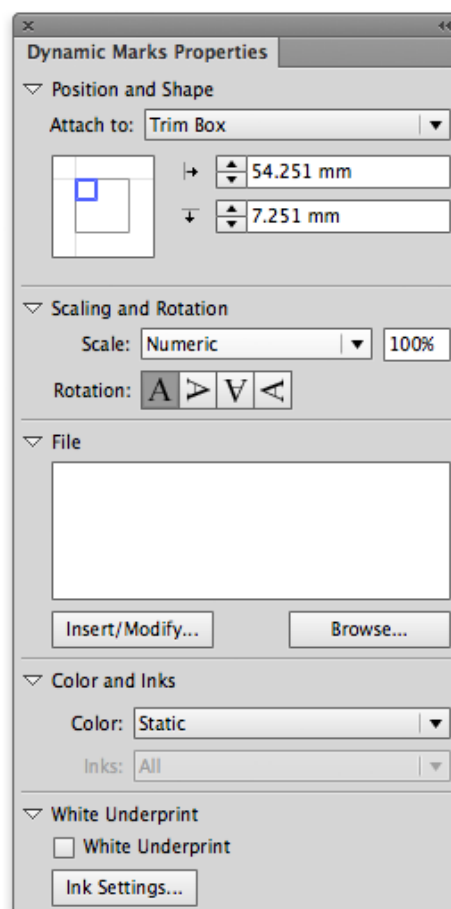 Dynamic Marks Properties
Position and Shape
Attach to: Trim Box
54.251 mm
7.251 mm
Scaling and Rotation
Scale: Numeric 100%
Rotation: A A A A
File
Insert/Modify... Browse...
Color and Inks
Color: Static
Inks: All
White Underprint
White Underprint
Ink Settings...